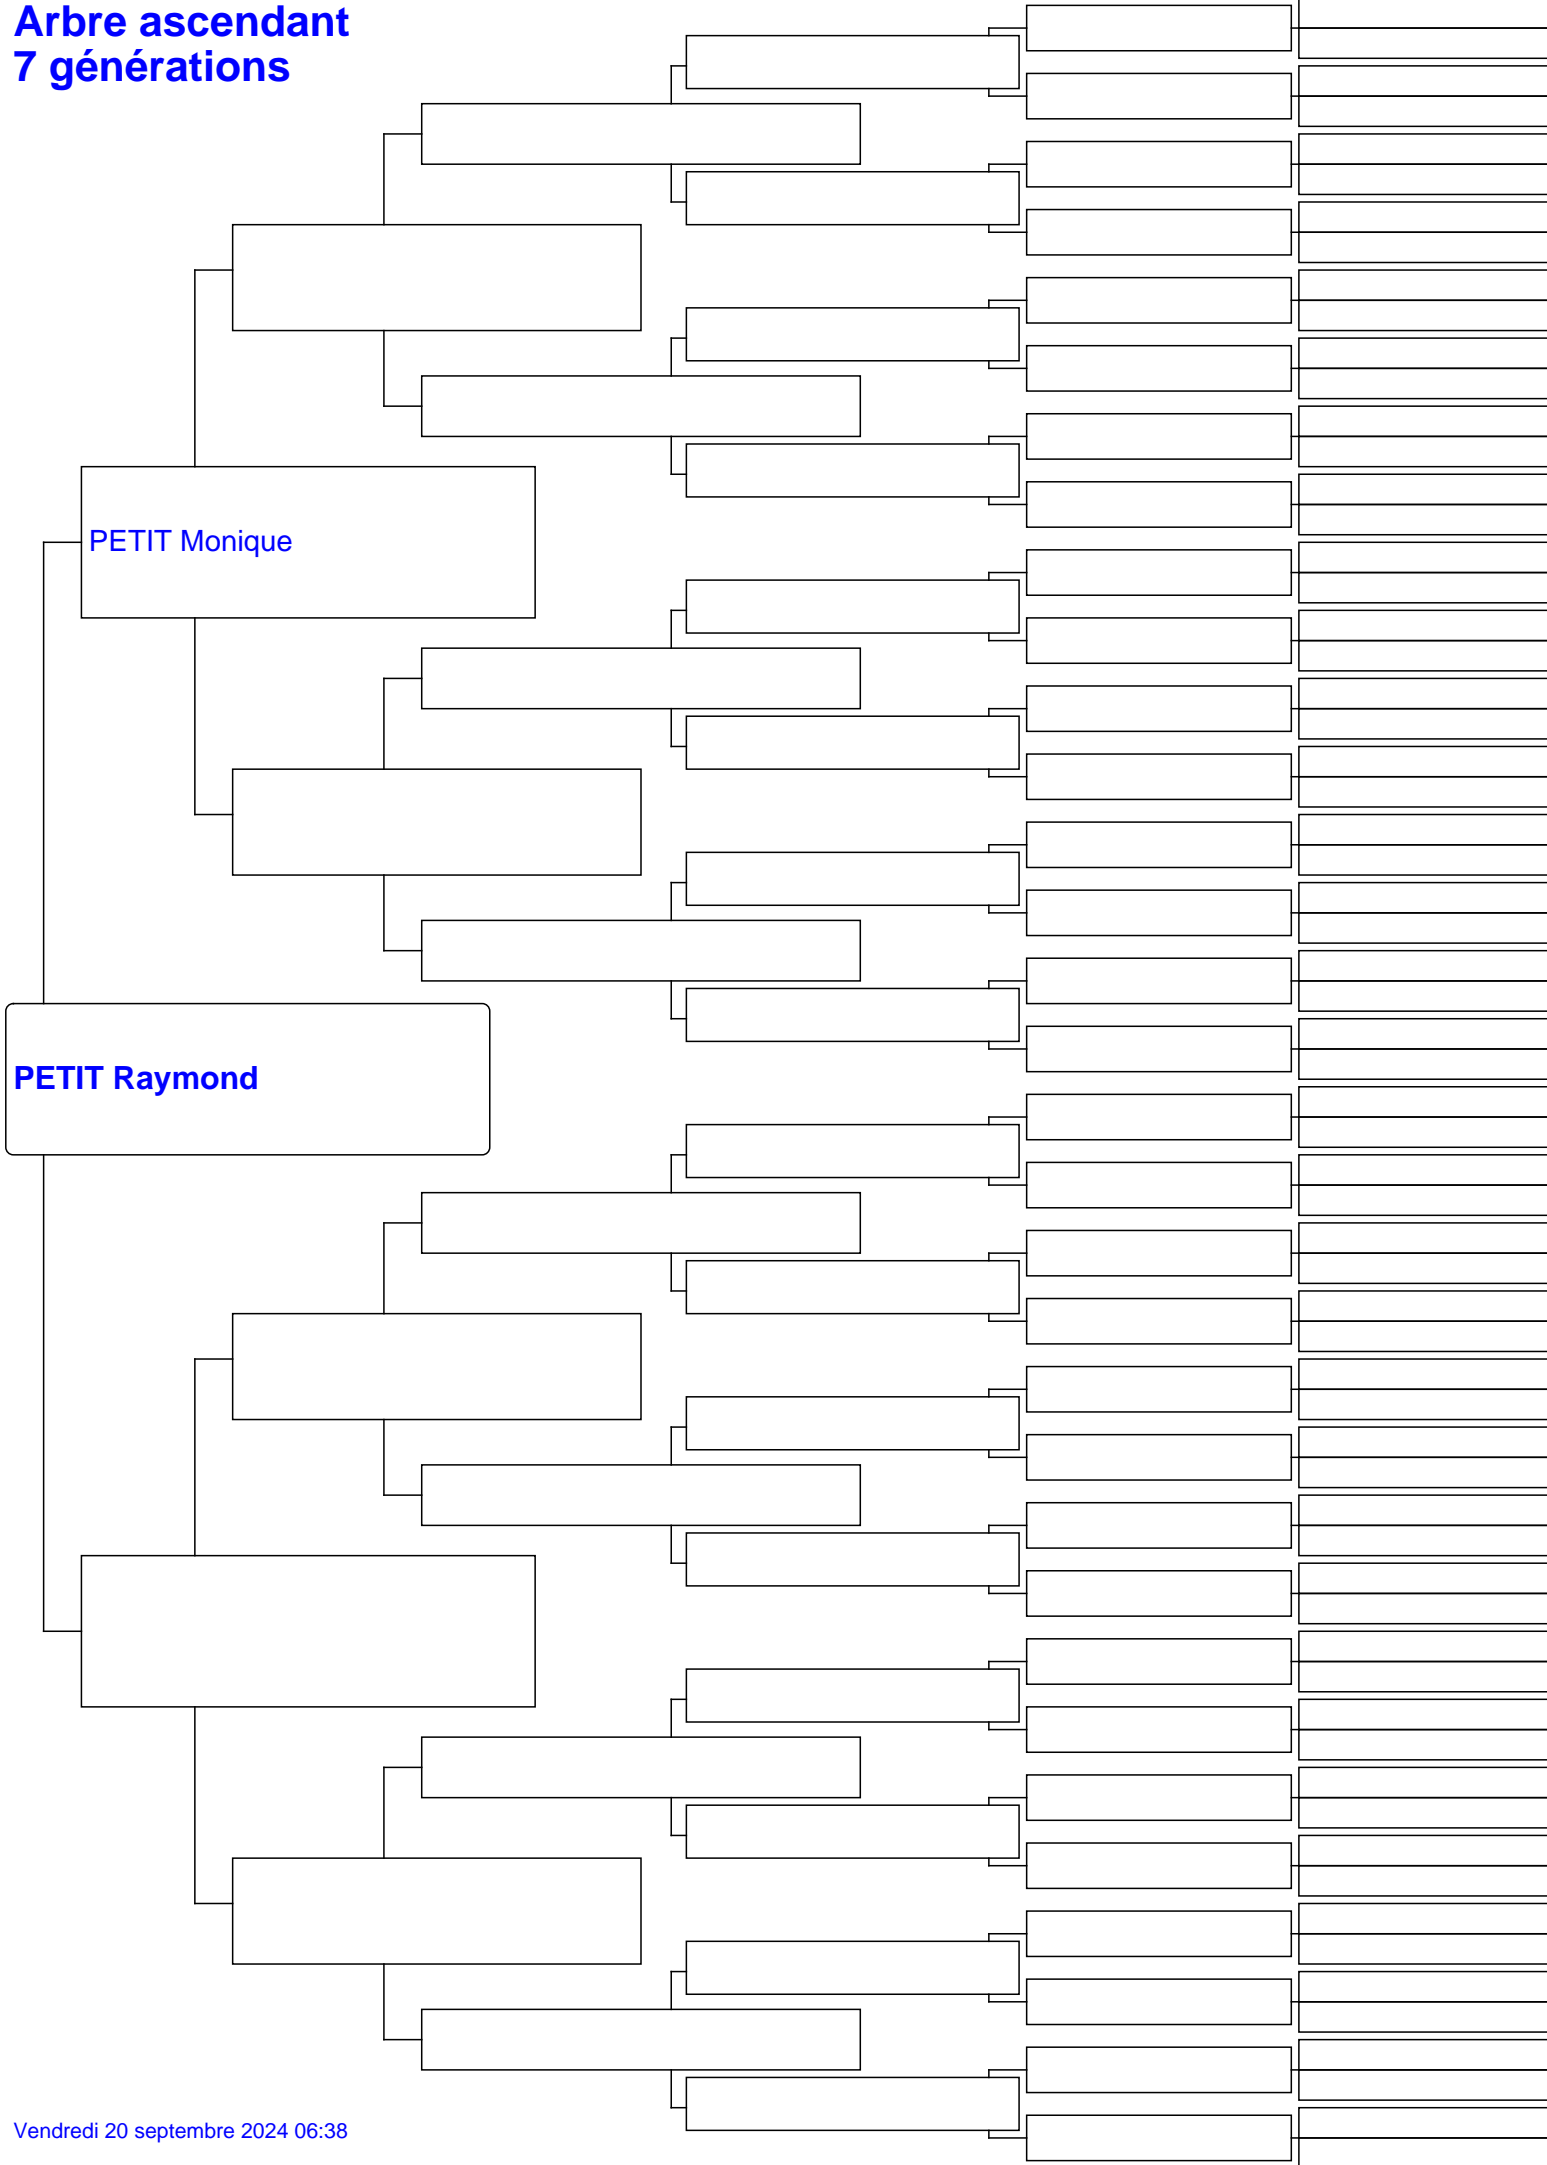 Arbre ascendant
7 générations
PETIT Monique
PETIT Raymond
Vendredi 20 septembre 2024 06:38